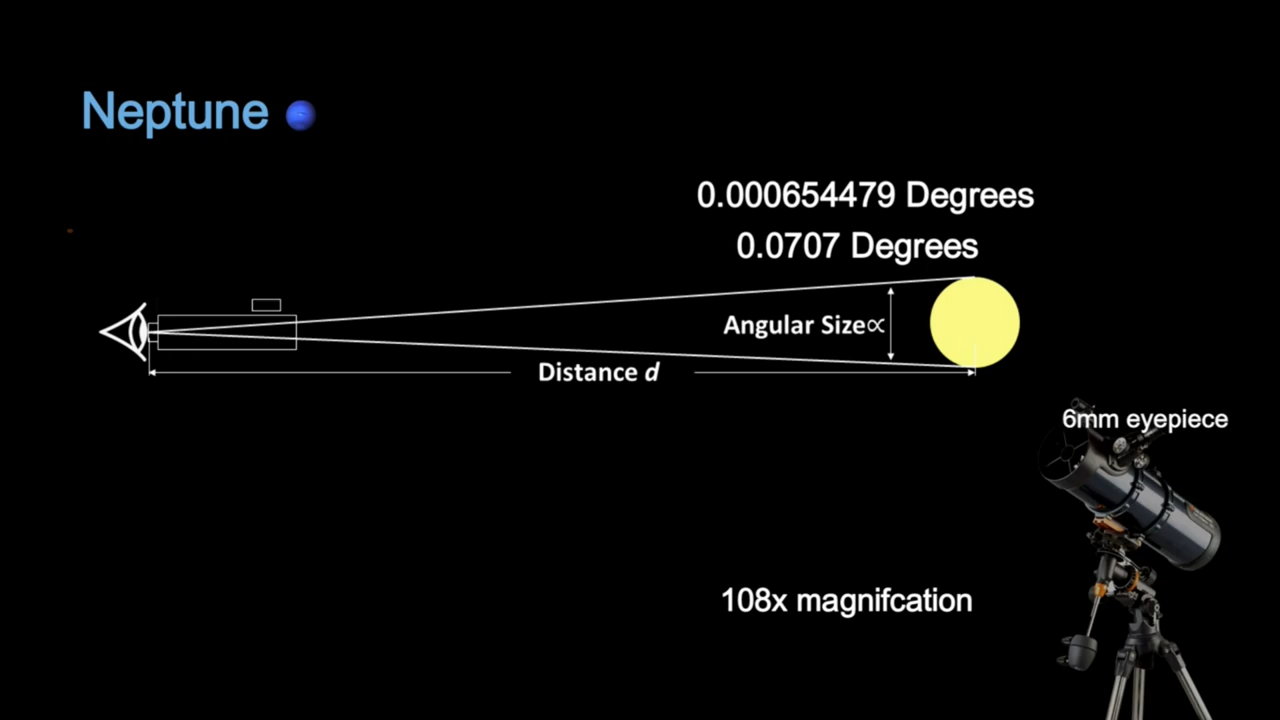 Neptune
0.000654479 Degrees
0.0707 Degrees
Angular Size∝
Distance d
6mm eyepiece
108x magnifcation